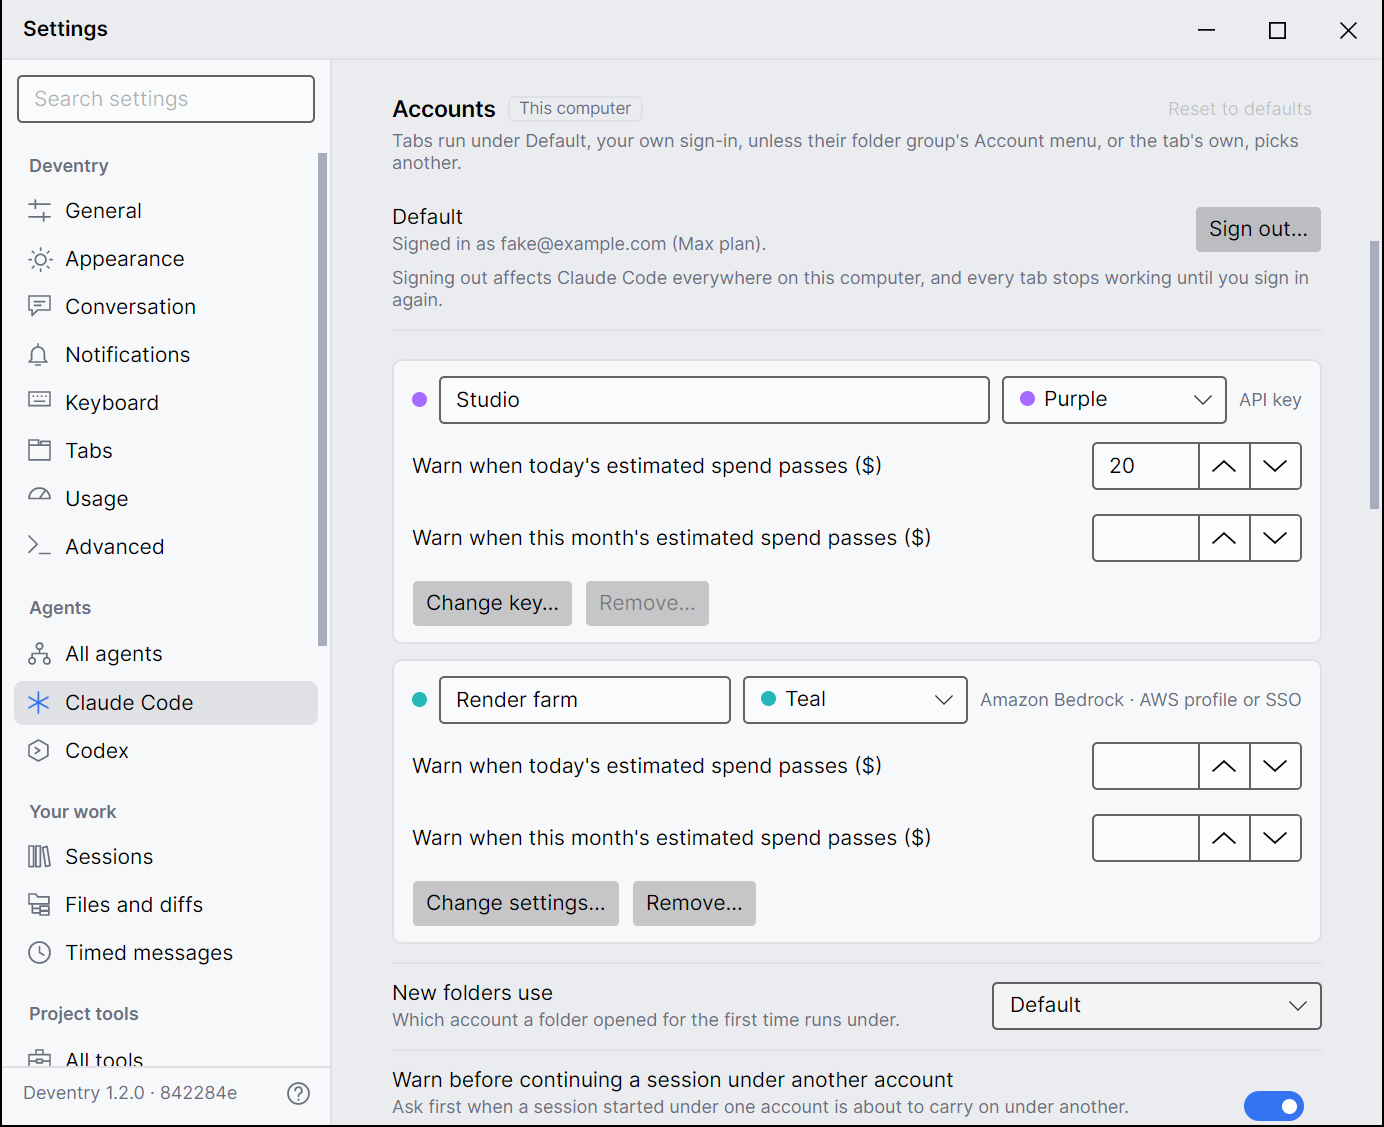 Settings
Search settings
Deventry
General
Appearance
Conversation
Notifications
Keyboard
Tabs
Usage
Advanced
Agents
All agents
Claude Code
Codex
Your work
Sessions
Files and diffs
Timed messages
Project tools
All tools
Deventry 1.2.0 · 842284e
Accounts
This computer
Reset to defaults
Tabs run under Default, your own sign-in, unless their folder group's Account menu, or the tab's own, picks
another.
Default
Signed in as fake@example.com (Max plan).
Sign out...
Signing out affects Claude Code everywhere on this computer, and every tab stops working until you sign in
again.
Studio
Purple
API key
Warn when today's estimated spend passes ($)
20
Warn when this month's estimated spend passes ($)
Change key...
Remove...
Render farm
Teal
Amazon Bedrock · AWS profile or SSO
Warn when today's estimated spend passes ($)
Warn when this month's estimated spend passes ($)
Change settings...
Remove...
New folders use
Which account a folder opened for the first time runs under.
Default
Warn before continuing a session under another account
Ask first when a session started under one account is about to carry on under another.